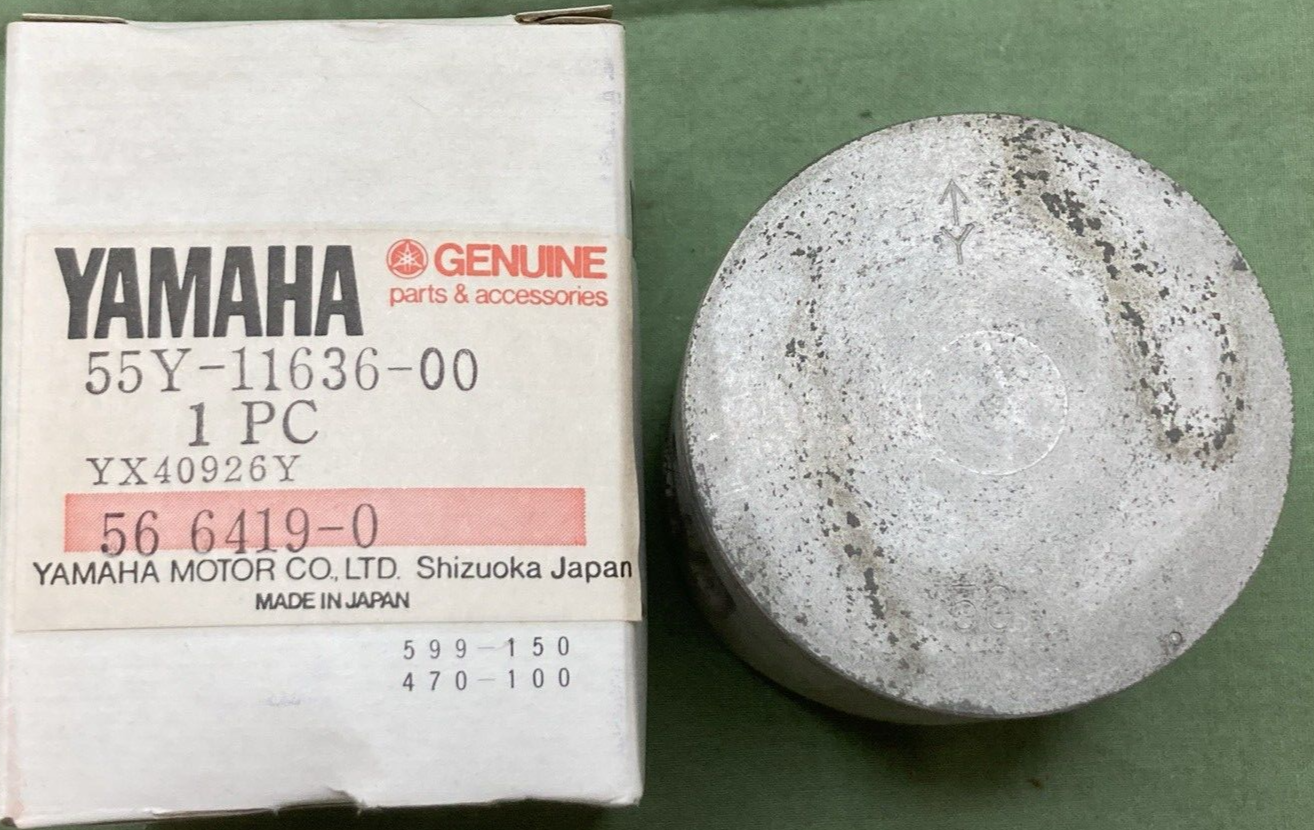 YAMAHA
GENUINE
parts & accessories
55Y-11636-00
1 PC
YX40926Y
56 6419-0
YAMAHA MOTOR CO., LTD. Shizuoka Japan
MADE IN JAPAN
599-150
470-100
Y